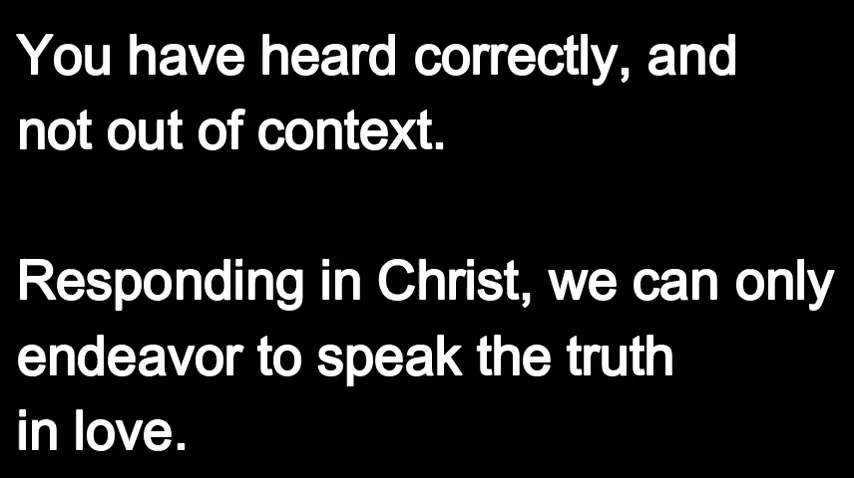 You have heard correctly, and
not out of context.
Responding in Christ, we can only
endeavor to speak the truth
in love.